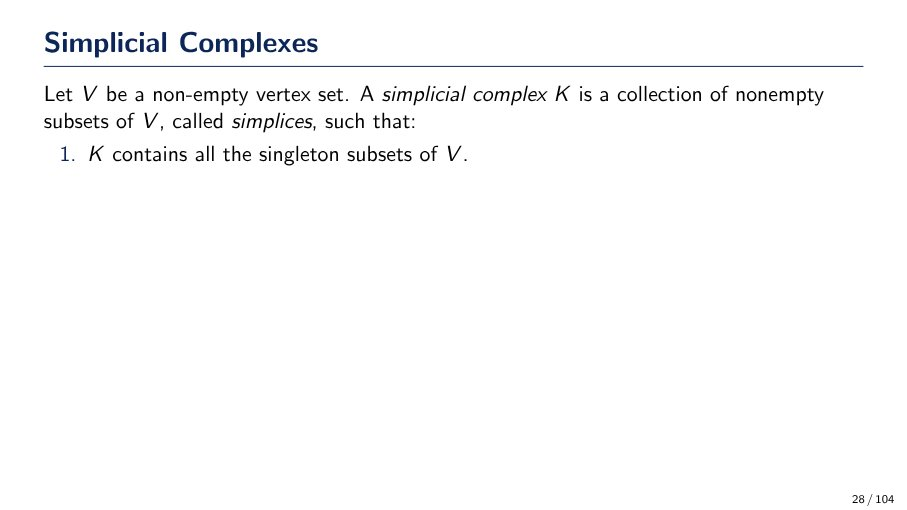 Simplicial Complexes
Let V be a non-empty vertex set. A simplicial complex K is a collection of nonempty
subsets of V, called simplices, such that:
1. K contains all the singleton subsets of V.
28 / 104